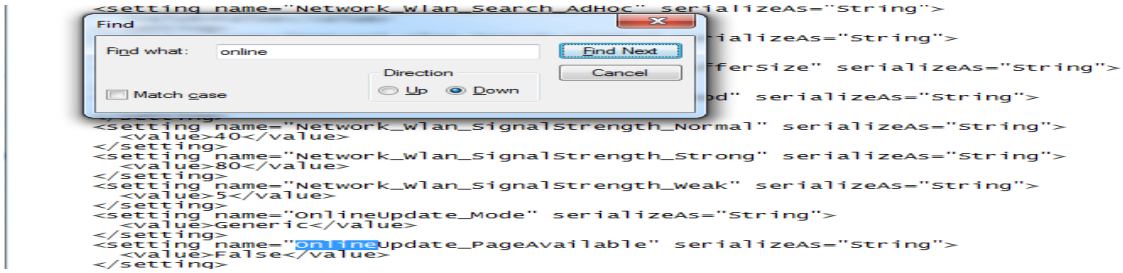 <setting name="Network_Wlan_Search_AdHoc" serializeAs="String">
Find
Find what:
online
Find Next
Cancel
Direction
Up
Down
Match case
ializeAs="String">
fferSize" serializeAs="String">
od" serializeAs="String">
</setting>
<setting name="Network_Wlan_SignalStrength_Normal" serializeAs="String">
<value>40</value>
</setting>
<setting name="Network_Wlan_SignalStrength_Strong" serializeAs="String">
<value>80</value>
</setting>
<setting name="Network_Wlan_SignalStrength_Weak" serializeAs="String">
<value>5</value>
</setting>
<setting name="OnlineUpdate_Mode" serializeAs="String">
<value>Generic</value>
</setting>
<setting name="OnlineUpdate_PageAvailable" serializeAs="String">
<value>False</value>
</setting>